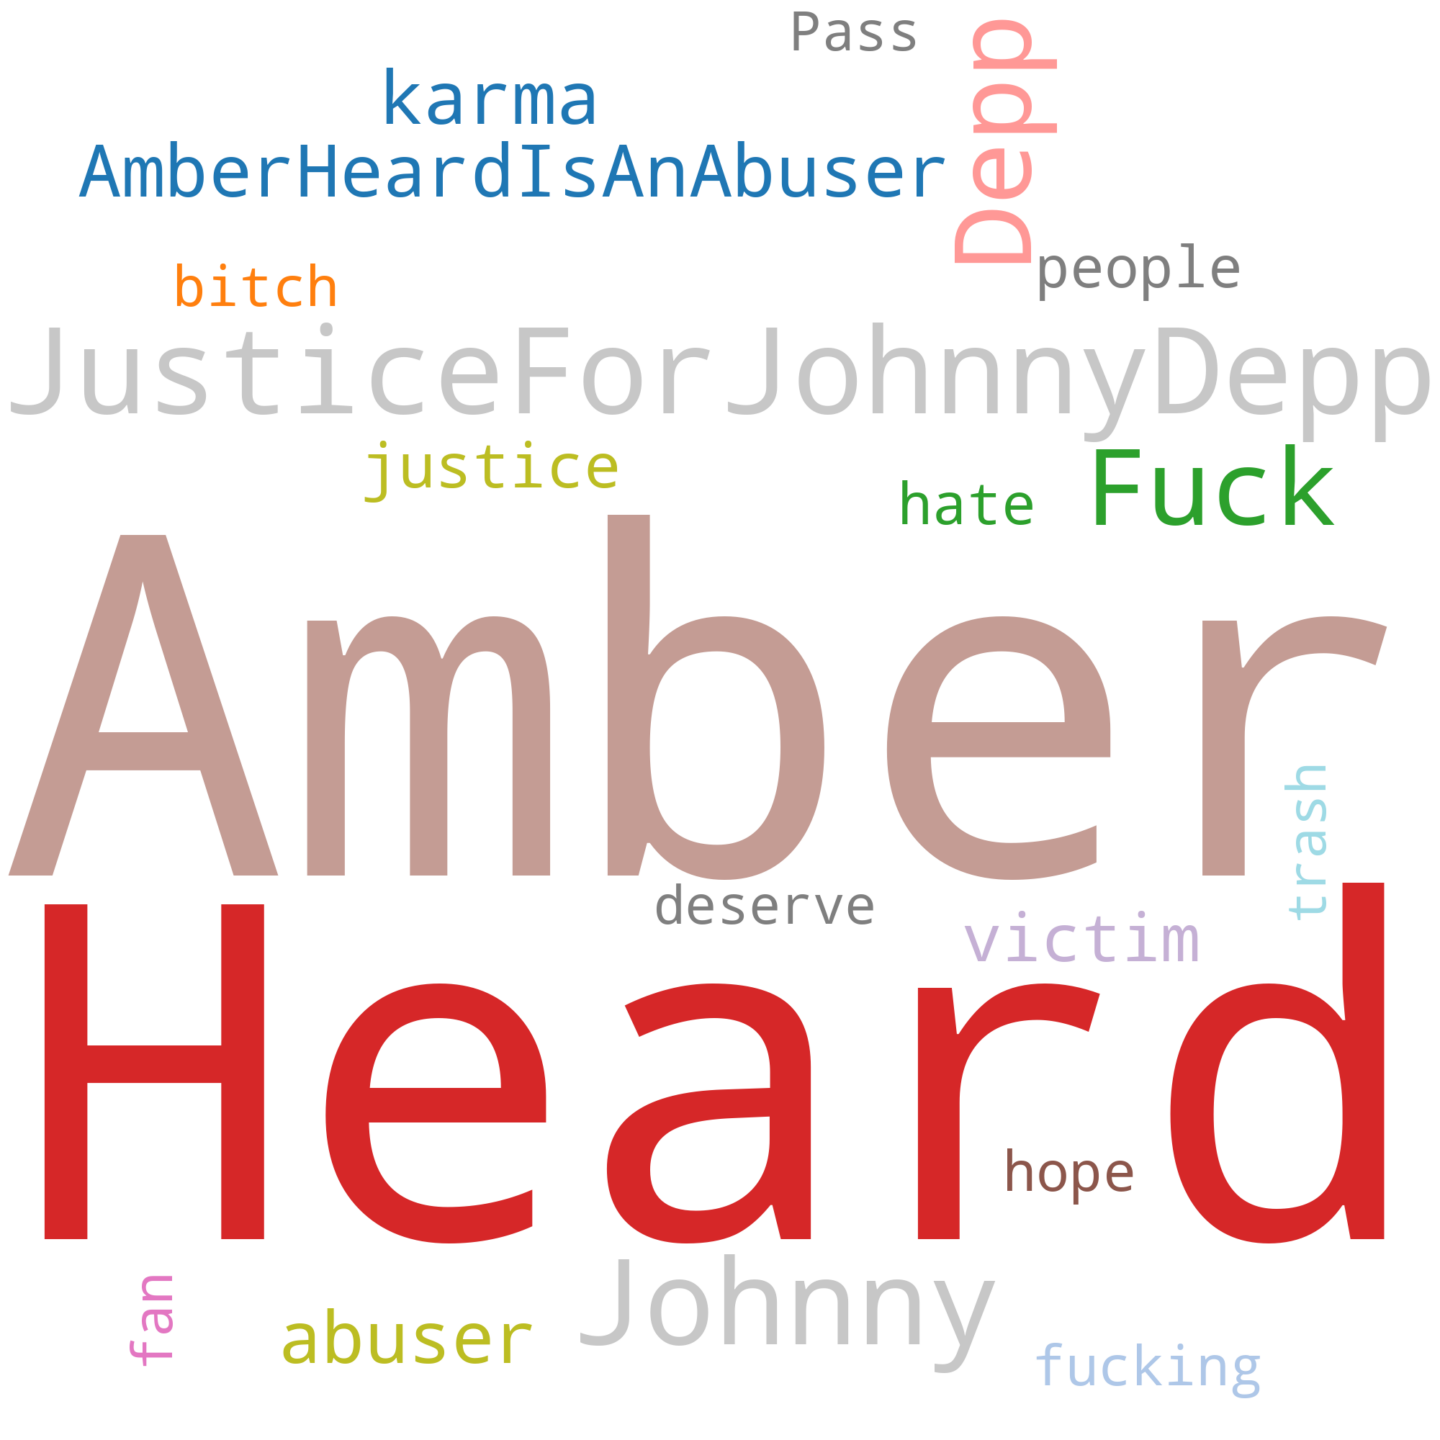 Pass
Depp
karma
AmberHeardIsAnAbuser
people
bitch
JusticeForJohnnyDepp
justice
hate
Fuck
Amber
trash
deserve
victim
Heard
hope
Johnny
fan
abuser
fucking